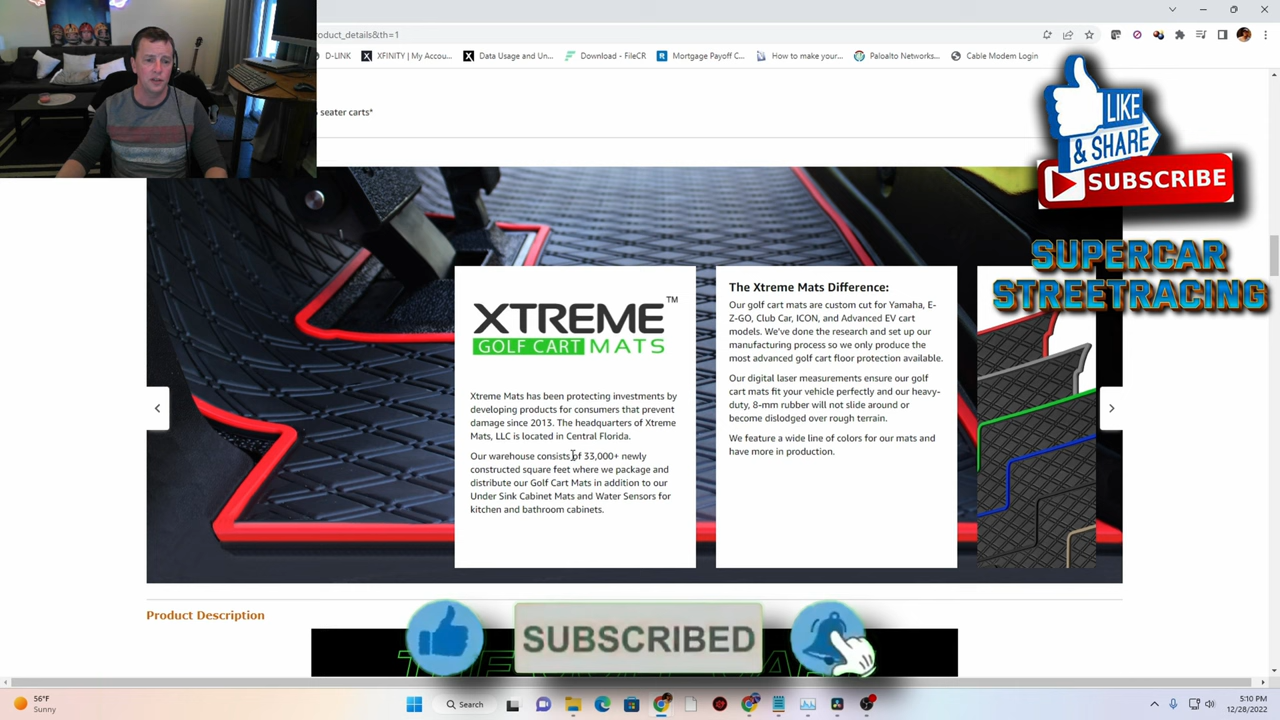 roduct_details&th=1
D-LINK
XFINITY | My Accou...
Data Usage and Un...
Download - FileCR
Mortgage Payoff C...
How to make your...
Paloalto Networks...
Cable Modem Login
seater carts*
LIKE
& SHARE
SUBSCRIBE
SUPERCAR
STREETRACING
XTREME™
GOLF CART MATS
Xtreme Mats has been protecting investments by
developing products for consumers that prevent
damage since 2013. The headquarters of Xtreme
Mats, LLC is located in Central Florida.
Our warehouse consists of 33,000+ newly
constructed square feet where we package and
distribute our Golf Cart Mats in addition to our
Under Sink Cabinet Mats and Water Sensors for
kitchen and bathroom cabinets.
The Xtreme Mats Difference:
Our golf cart mats are custom cut for Yamaha, E-
Z-GO, Club Car, ICON, and Advanced EV cart
models. We've done the research and set up our
manufacturing process so we only produce the
most advanced golf cart floor protection available.
Our digital laser measurements ensure our golf
cart mats fit your vehicle perfectly and our heavy-
duty, 8-mm rubber will not slide around or
become dislodged over rough terrain.
We feature a wide line of colors for our mats and
have more in production.
Product Description
SUBSCRIBED
56°F
Sunny
Search
5:10 PM
12/28/2022